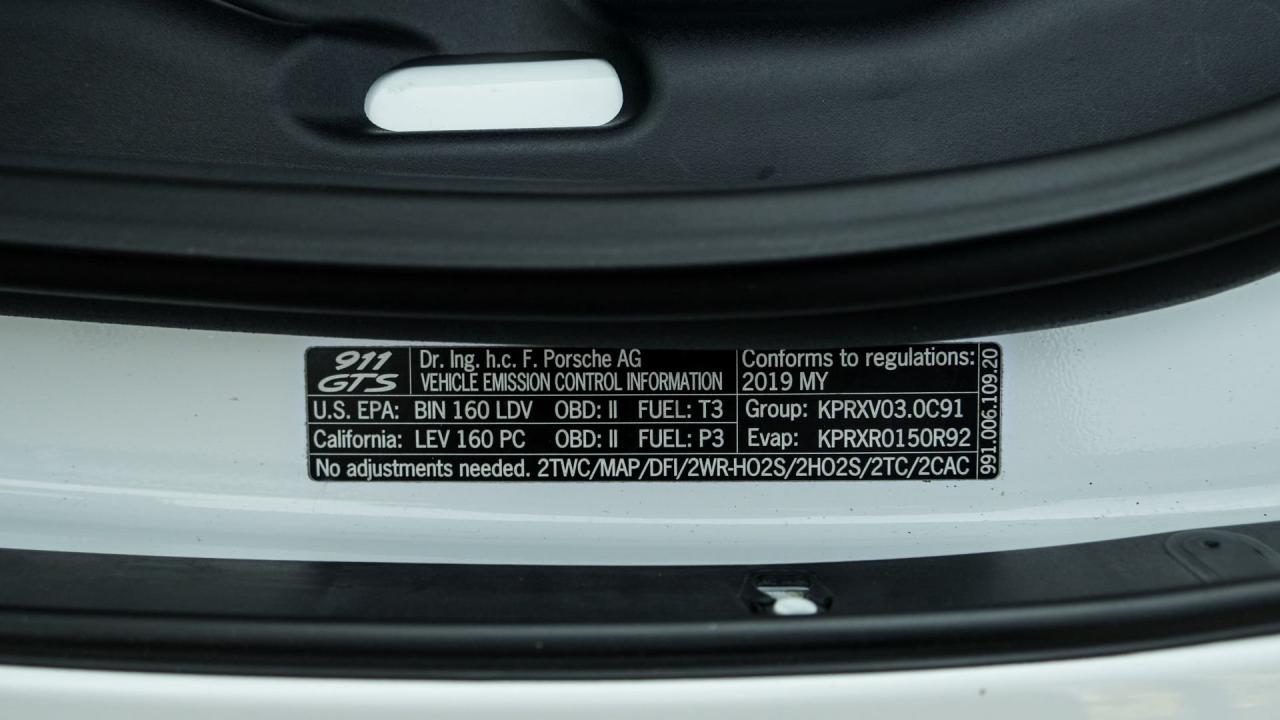 911 GTS
Dr. Ing. h.c. F. Porsche AG
VEHICLE EMISSION CONTROL INFORMATION
Conforms to regulations:
2019 MY
U.S. EPA: BIN 160 LDV OBD: II FUEL: T3
Group: KPRXV03.0C91
California: LEV 160 PC OBD: II FUEL: P3
Evap: KPRXR0150R92
No adjustments needed. 2TWC/MAP/DFI/2WR-HO2S/2HO2S/2TC/2CAC
991.006.109.20